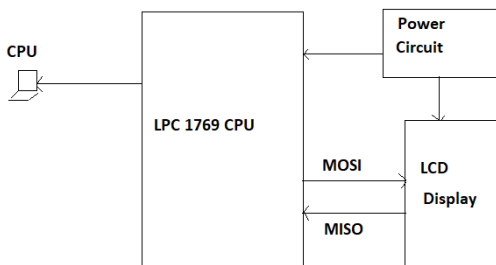 Power
Circuit
CPU
LPC 1769 CPU
MOSI
LCD
Display
MISO